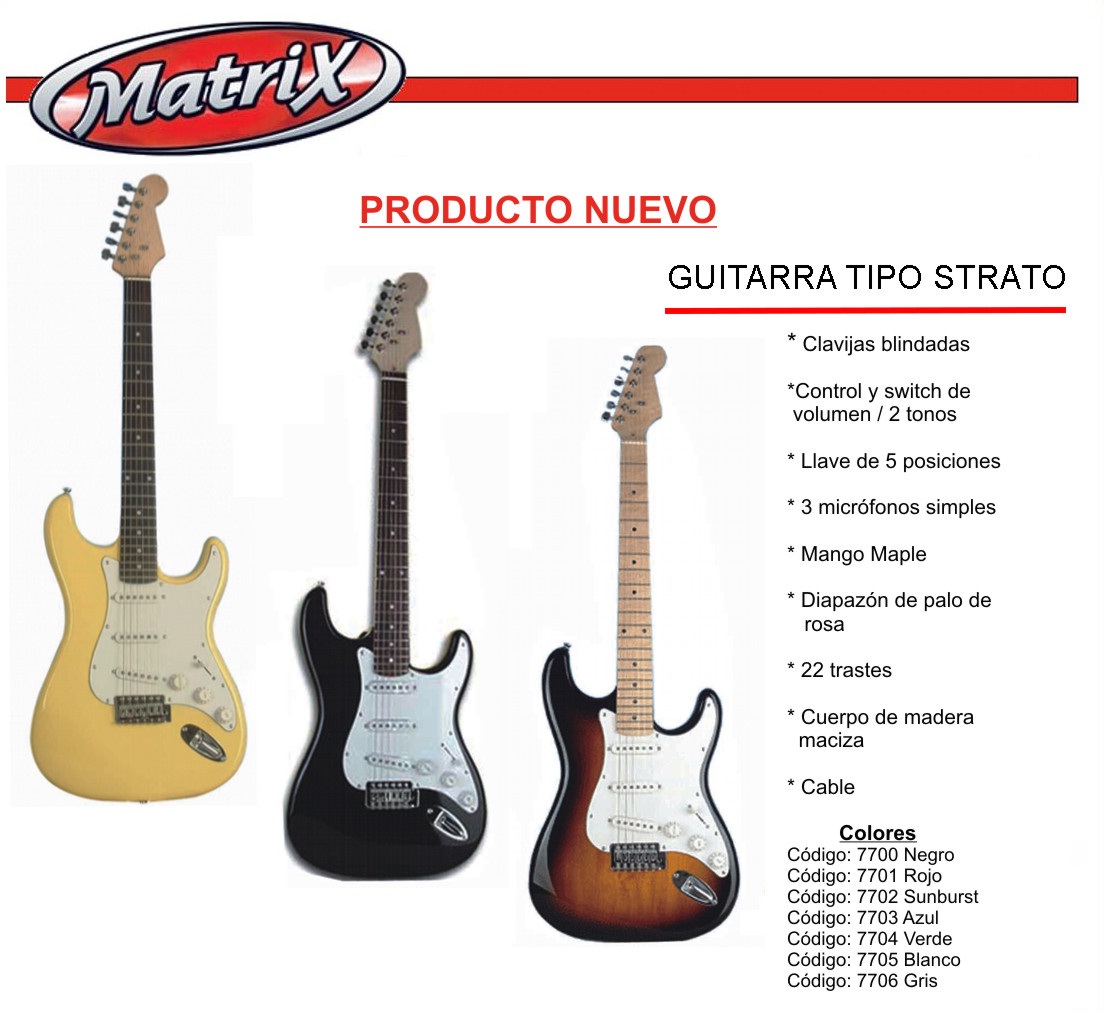 MatriX
PRODUCTO NUEVO
GUITARRA TIPO STRATO
* Clavijas blindadas
*Control y switch de
volumen / 2 tonos
* Llave de 5 posiciones
* 3 micrófonos simples
* Mango Maple
* Diapazón de palo de
rosa
* 22 trastes
* Cuerpo de madera
maciza
* Cable
Colores
Código: 7700 Negro
Código: 7701 Rojo
Código: 7702 Sunburst
Código: 7703 Azul
Código: 7704 Verde
Código: 7705 Blanco
Código: 7706 Gris